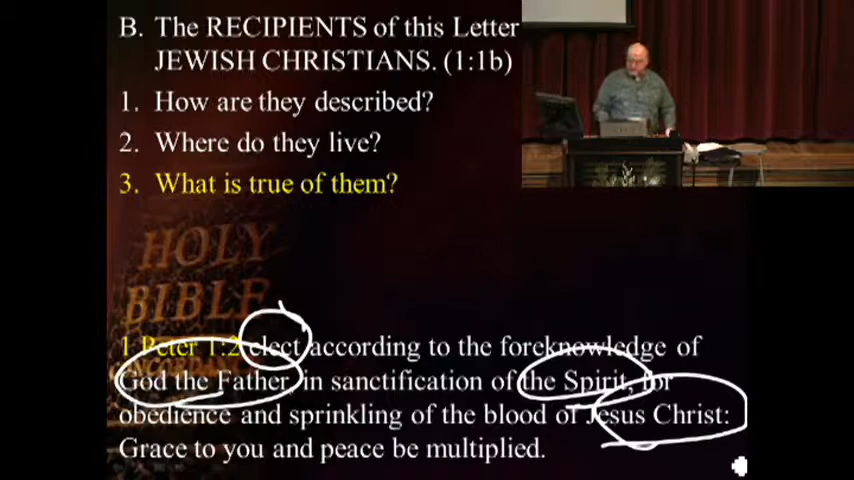 B. The RECIPIENTS of this Letter
JEWISH CHRISTIANS. (1:1b)
1. How are they described?
2. Where do they live?
3. What is true of them?
HOLY
BIBLE
CONCORDANCE
1 Peter 1:2 elect according to the foreknowledge of
God the Father, in sanctification of the Spirit, for
obedience and sprinkling of the blood of Jesus Christ:
Grace to you and peace be multiplied.